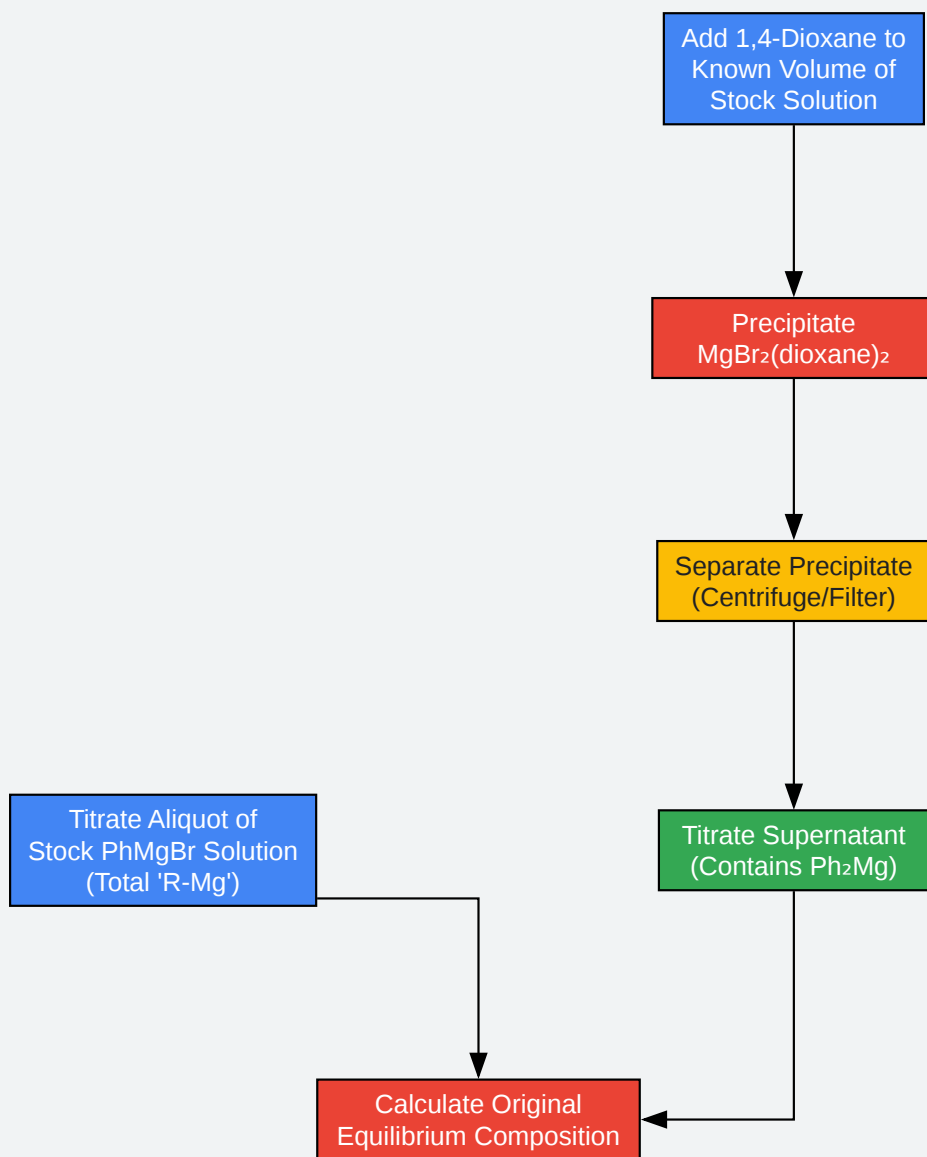 Add 1,4-Dioxane to
Known Volume of
Stock Solution
Precipitate
MgBr₂(dioxane)₂
Separate Precipitate
(Centrifuge/Filter)
Titrate Aliquot of
Stock PhMgBr Solution
(Total 'R-Mg')
Titrate Supernatant
(Contains Ph₂Mg)
Calculate Original
Equilibrium Composition